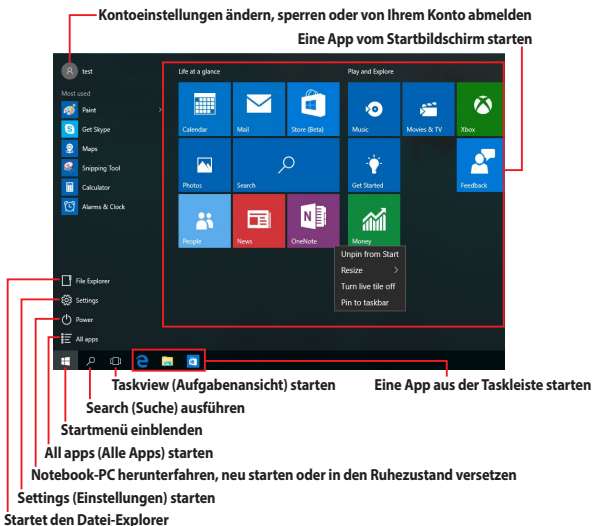 Kontoeinstellungen ändern, sperren oder von Ihrem Konto abmelden
Eine App vom Startbildschirm starten
test
Life at a glance
Play and Explore
Most used
Paint
Get Skype
Maps
Snipping Tool
Calculator
Alarms & Clock
Calendar
Mail
Store (Beta)
Music
Movies & TV
Xbox
Photos
Search
Get Started
Feedback
People
News
OneNote
Money
Unpin from Start
Resize
Turn live tile off
Pin to taskbar
File Explorer
Settings
Power
All apps
Taskview (Aufgabenansicht) starten
Eine App aus der Taskleiste starten
Search (Suche) ausführen
Startmenü einblenden
All apps (Alle Apps) starten
Notebook-PC herunterfahren, neu starten oder in den Ruhezustand versetzen
Settings (Einstellungen) starten
Startet den Datei-Explorer